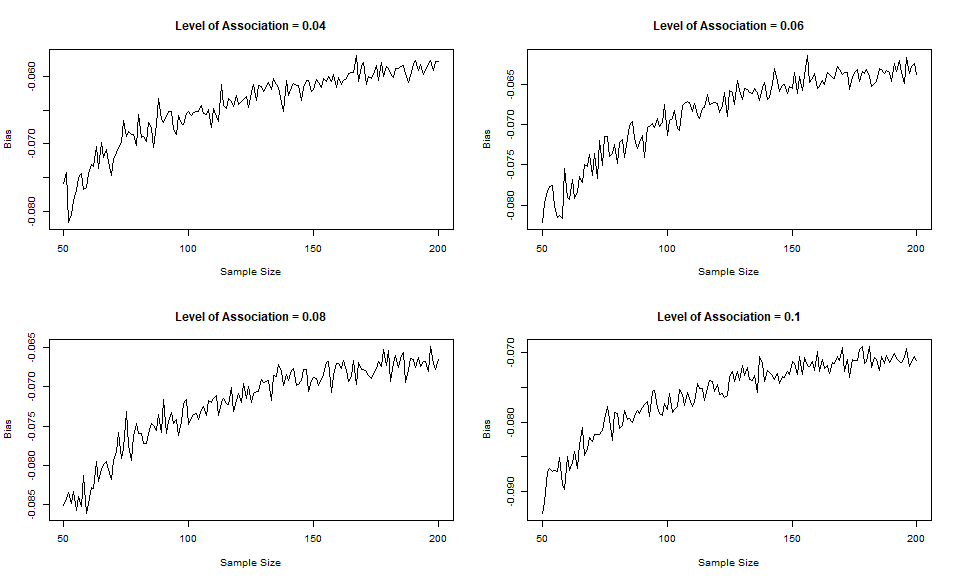 Level of Association = 0.04
Bias
-0.060
-0.070
-0.080
50 100 150 200
Sample Size
Level of Association = 0.06
Bias
-0.065
-0.070
-0.075
-0.080
50 100 150 200
Sample Size
Level of Association = 0.08
Bias
-0.065
-0.070
-0.075
-0.080
-0.085
50 100 150 200
Sample Size
Level of Association = 0.1
Bias
-0.070
-0.080
-0.090
50 100 150 200
Sample Size